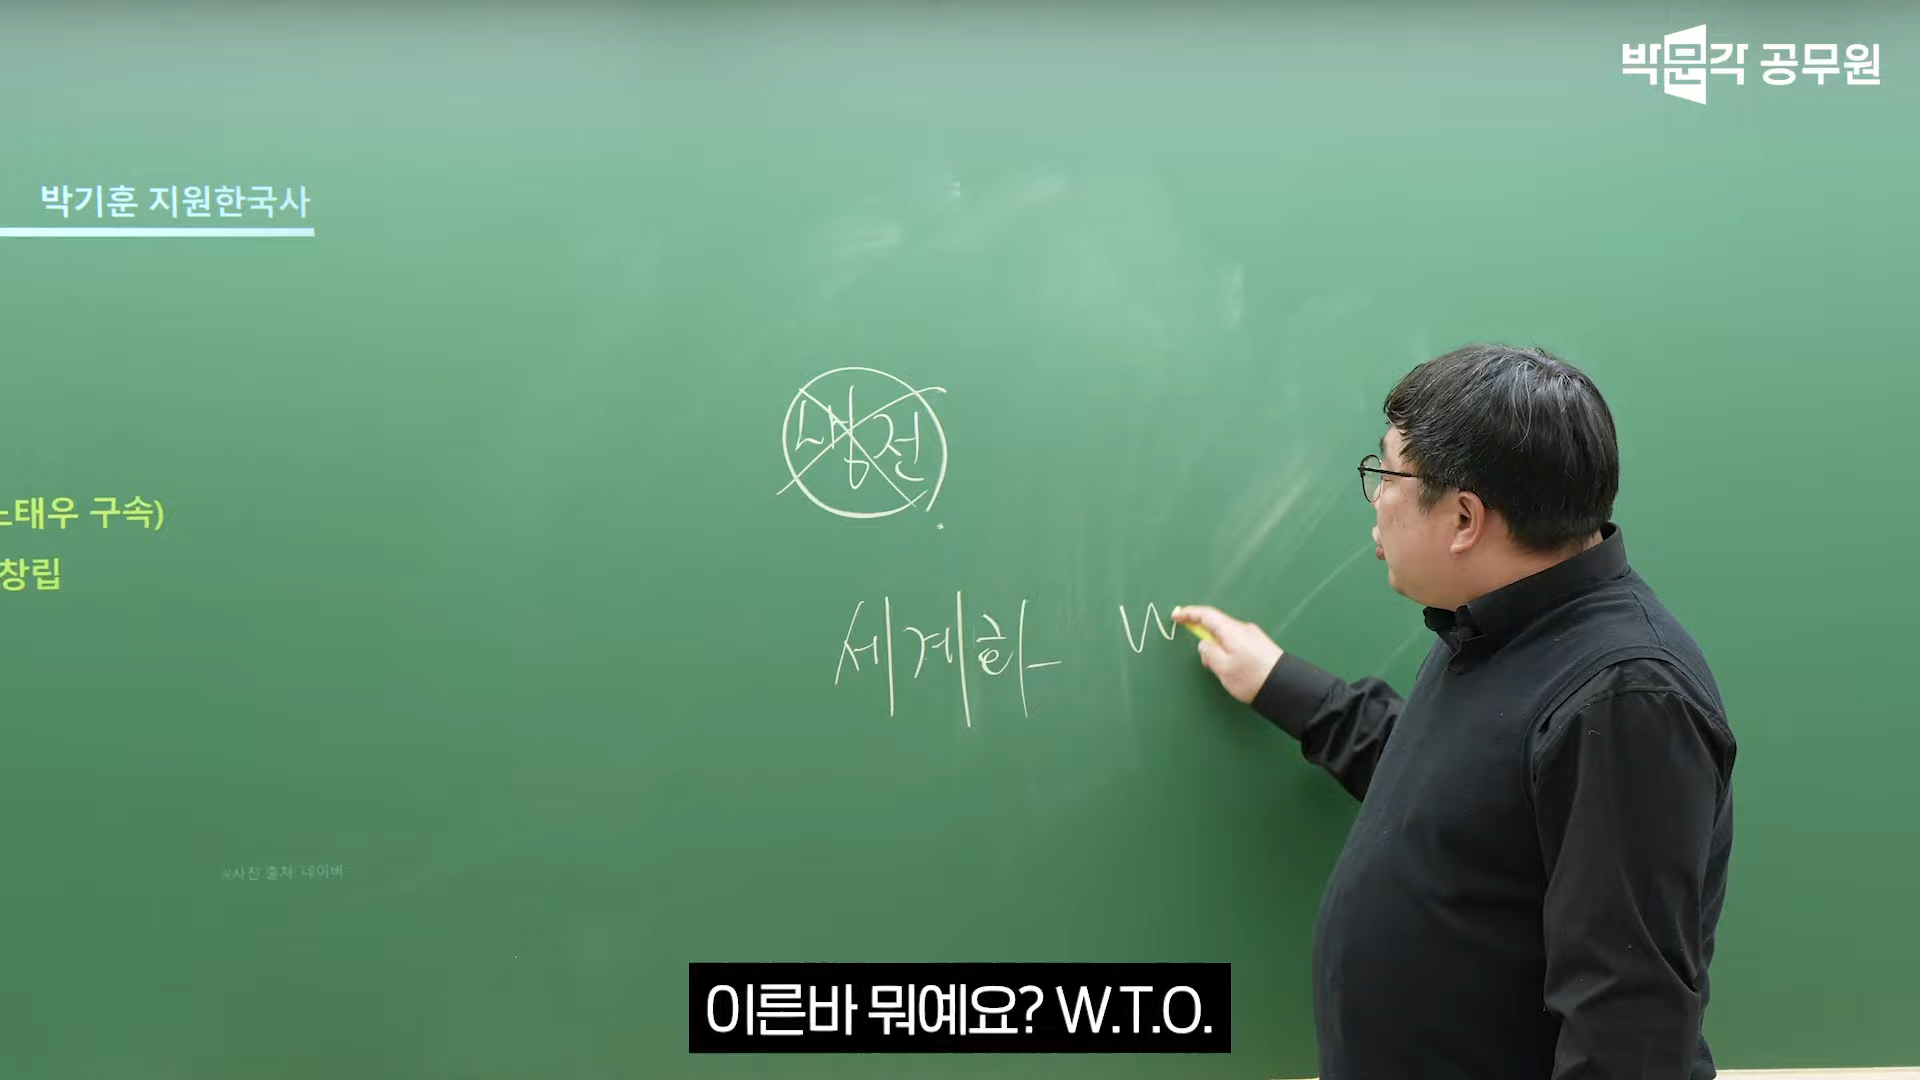 박문각 공무원
박기훈 지원한국사
냉전
노태우 구속)
창립
세계화 W
※사진 출처: 네이버
이른바 뭐예요? W.T.O.